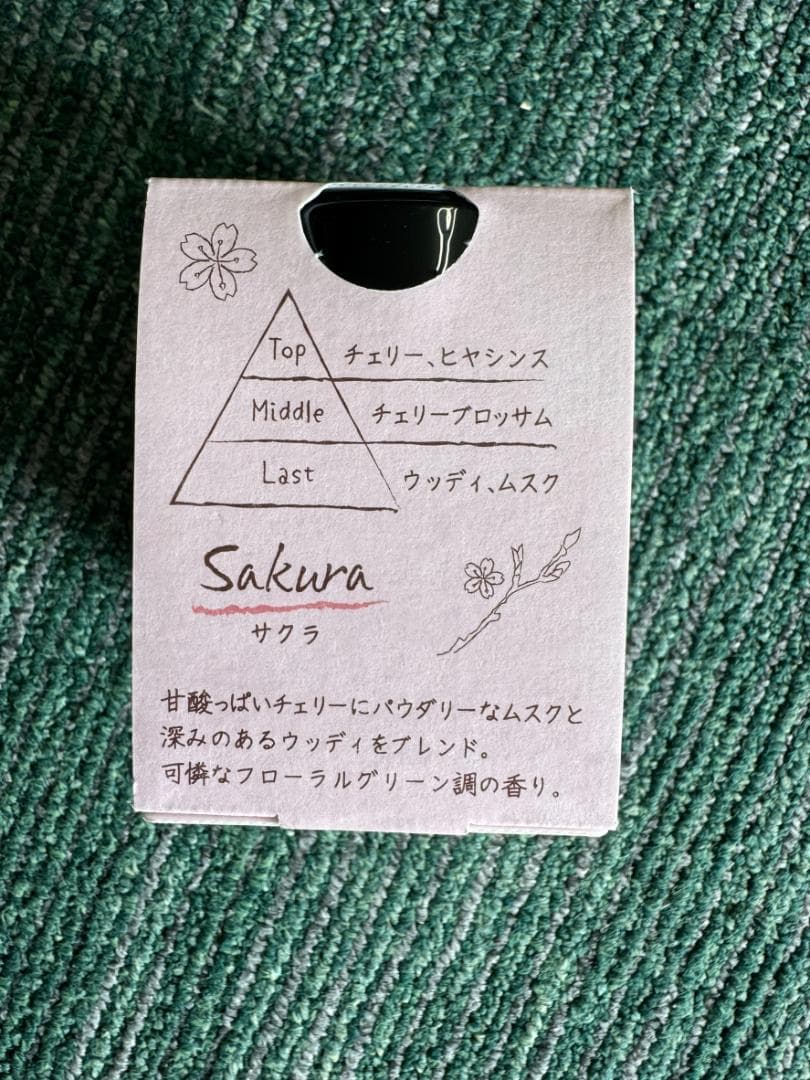 Top チェリー、ヒヤシンス
Middle チェリーブロッサム
Last ウッディ、ムスク
Sakura
サクラ
甘酸っぱいチェリーにパウダリーなムスクと
深みのあるウッディをブレンド。
可憐なフローラルグリーン調の香り。